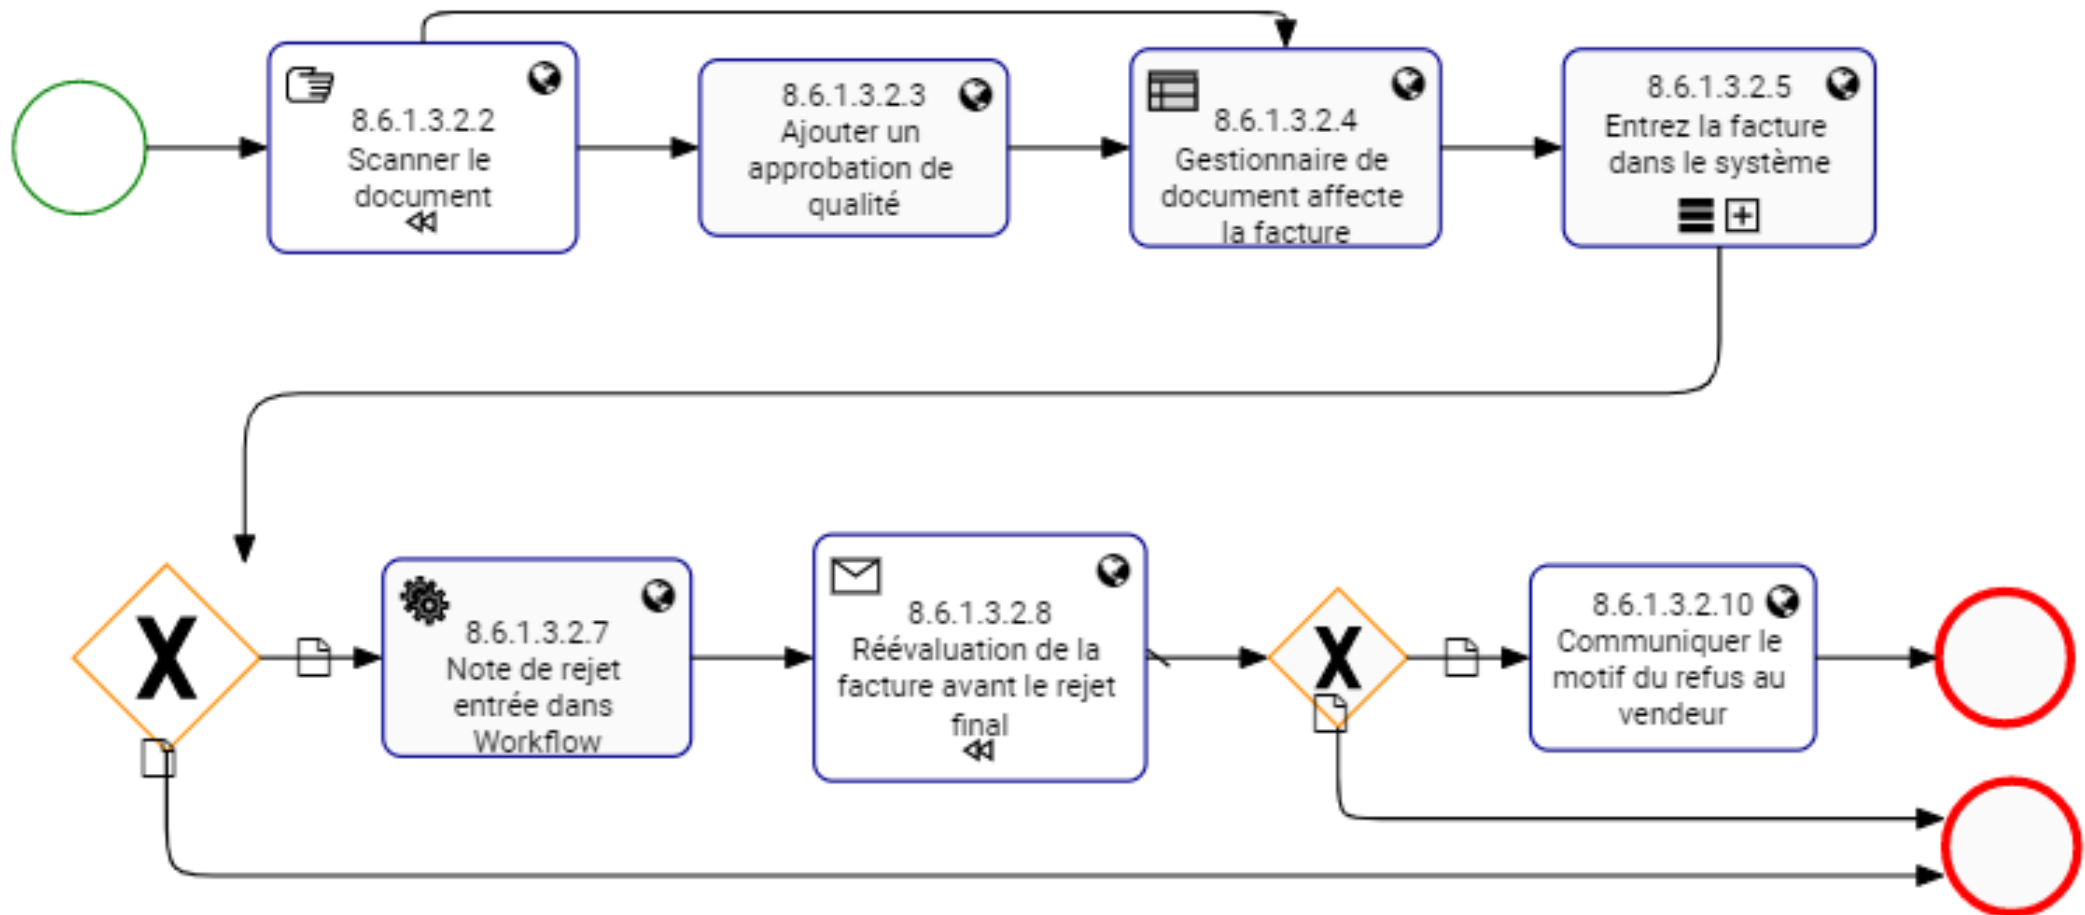 8.6.1.3.2.2
Scanner le
document
8.6.1.3.2.3
Ajouter un
approbation de
qualité
8.6.1.3.2.4
Gestionnaire de
document affecte
la facture
8.6.1.3.2.5
Entrez la facture
dans le système
X
8.6.1.3.2.7
Note de rejet
entrée dans
Workflow
8.6.1.3.2.8
Réévaluation de la
facture avant le rejet
final
X
8.6.1.3.2.10
Communiquer le
motif du refus au
vendeur